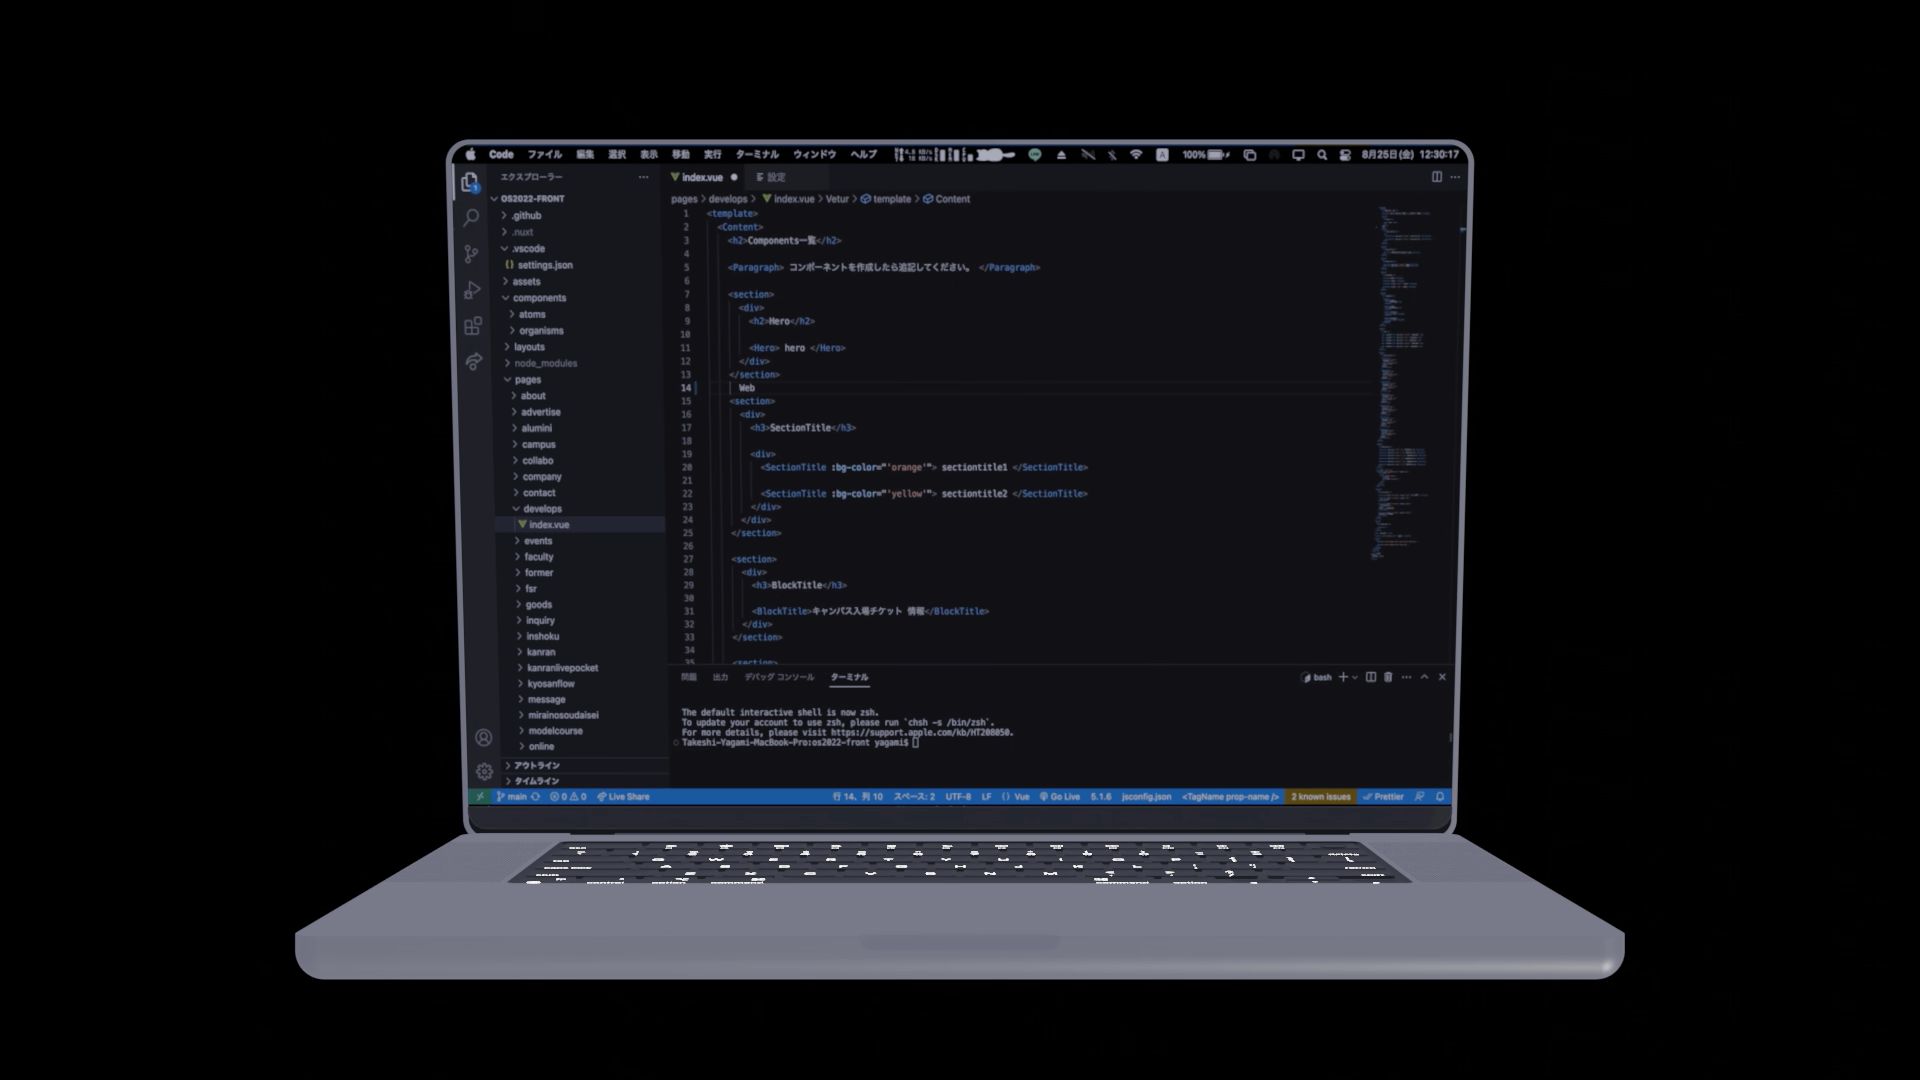 Code ファイル 編集 選択 表示 移動 実行 ターミナル ウィンドウ ヘルプ 100% 8月25日(金) 12:30:17
エクスプローラー
OS2022-FRONT
.github
.nuxt
.vscode
settings.json
assets
components
atoms
organisms
layouts
node_modules
pages
about
advertise
alumini
campus
collabo
company
contact
develops
index.vue
events
faculty
former
fsr
goods
inquiry
inshoku
kanran
kanranlivepocket
kyosanflow
message
mirainosoudaisei
modelcourse
online
アウトライン
タイムライン
index.vue 設定
pages > develops > index.vue > Vetur > template > Content
1 <template>
2 <Content>
3 <h2>Components一覧</h2>
4
5 <Paragraph> コンポーネントを作成したら追記してください。 </Paragraph>
6
7 <section>
8 <div>
9 <h2>Hero</h2>
10
11 <Hero> hero </Hero>
12 </div>
13 </section>
14 Web
15 <section>
16 <div>
17 <h3>SectionTitle</h3>
18
19 <div>
20 <SectionTitle :bg-color="'orange'"> sectiontitle1 </SectionTitle>
21
22 <SectionTitle :bg-color="'yellow'"> sectiontitle2 </SectionTitle>
23 </div>
24 </div>
25 </section>
26
27 <section>
28 <div>
29 <h3>BlockTitle</h3>
30
31 <BlockTitle>キャンパス入場チケット 情報</BlockTitle>
32 </div>
33 </section>
34
35 <section>
問題 出力 デバッグ コンソール ターミナル bash
The default interactive shell is now zsh.
To update your account to use zsh, please run `chsh -s /bin/zsh`.
For more details, please visit https://support.apple.com/kb/HT208050.
Takeshi-Yagami-MacBook-Pro:os2022-front yagami$
main 0 0 Live Share 行 14、列 10 スペース: 2 UTF-8 LF Vue Go Live 5.1.6 jsconfig.json <TagName prop-name /> 2 known issues Prettier